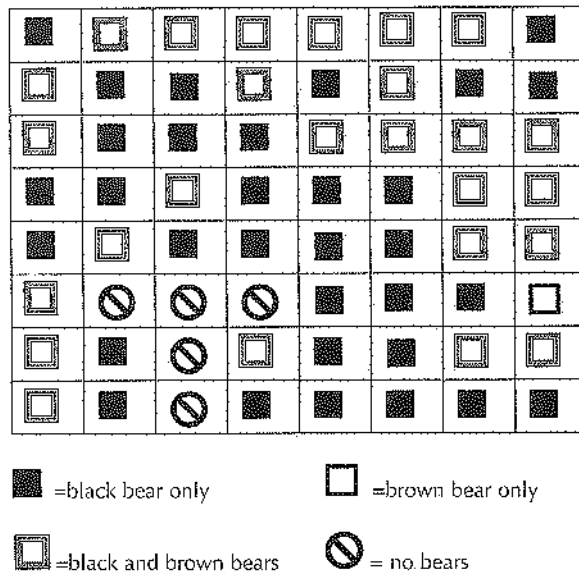 =black bear only
=brown bear only
=black and brown bears
= no bears